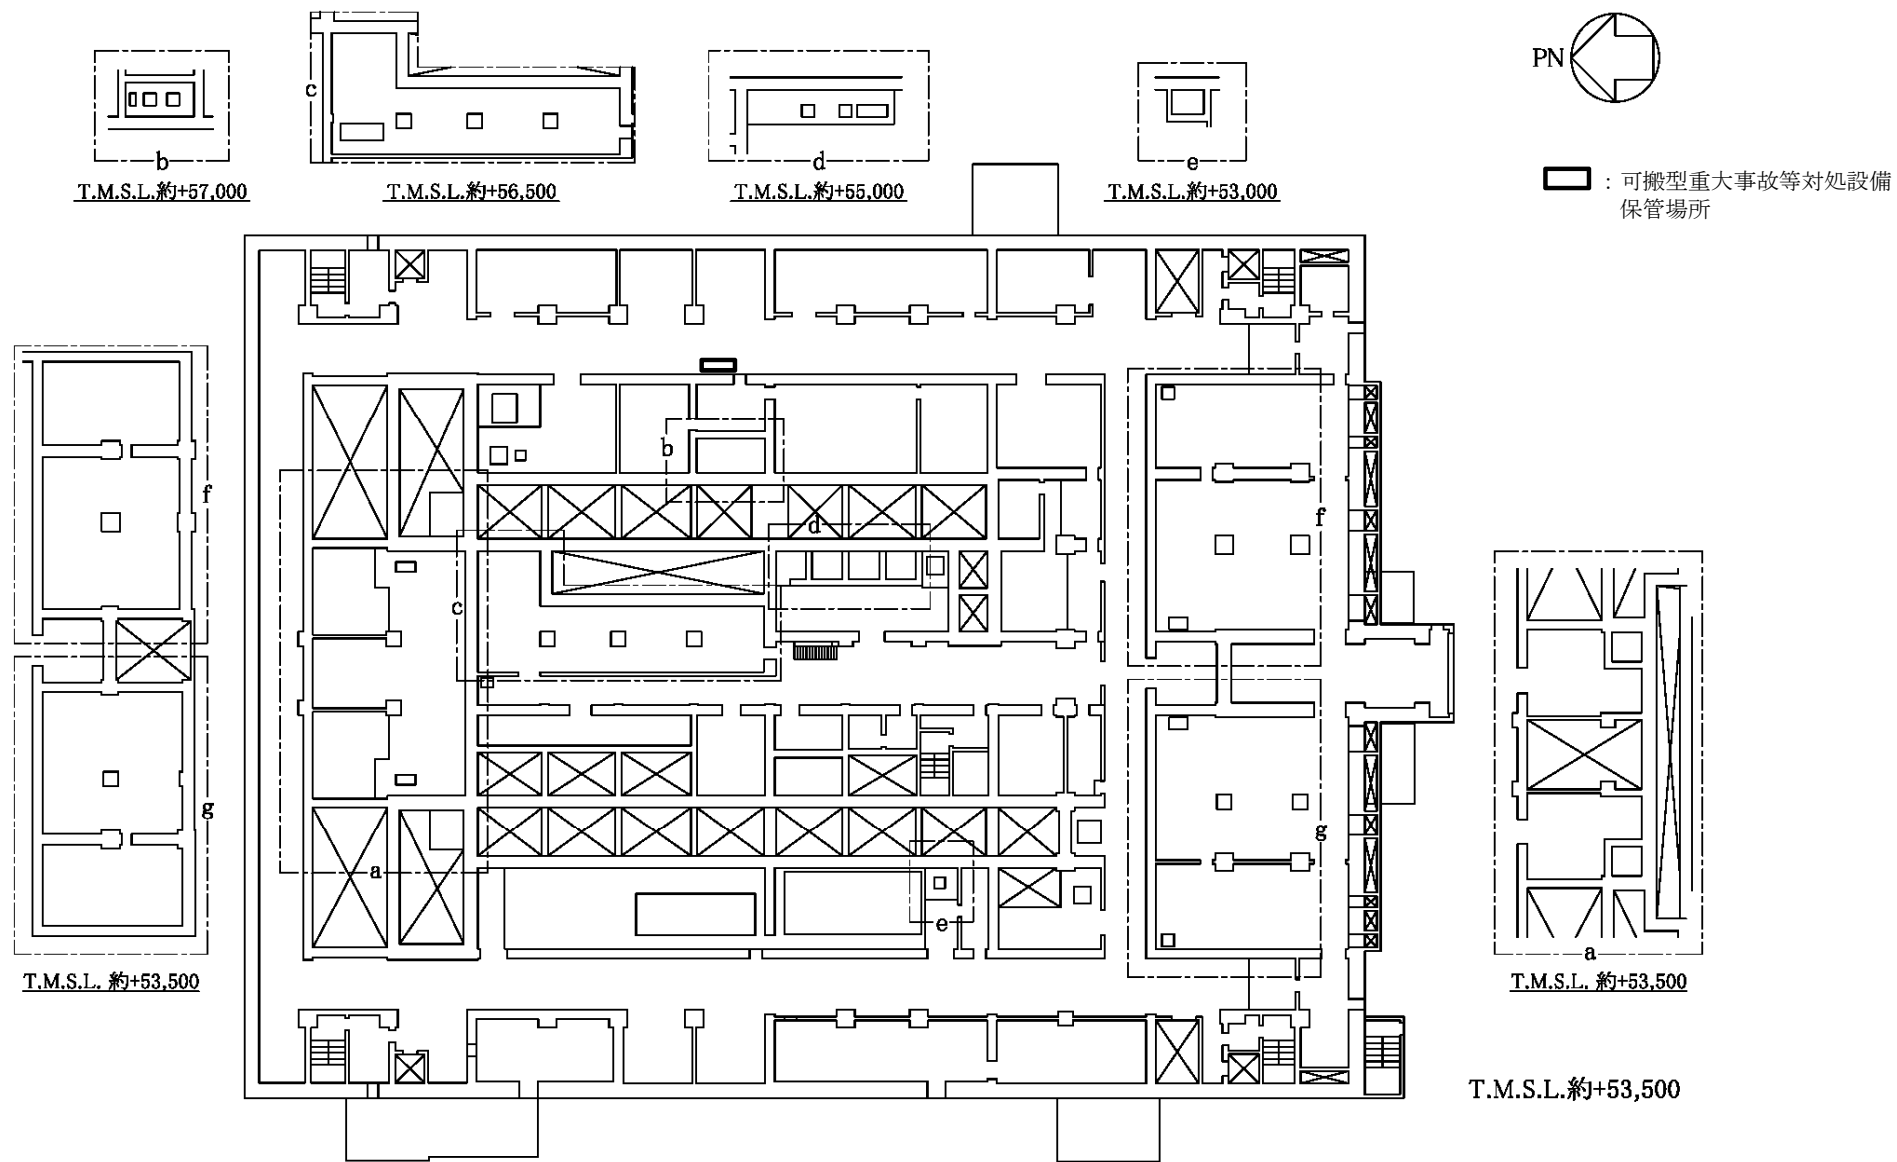 PN
：可搬型重大事故等対処設備
保管場所
b
T.M.S.L.約+57,000
c
T.M.S.L.約+56,500
d
T.M.S.L.約+55,000
e
T.M.S.L.約+53,000
f
g
T.M.S.L. 約+53,500
b
d
c
a
e
f
g
a
T.M.S.L. 約+53,500
T.M.S.L.約+53,500